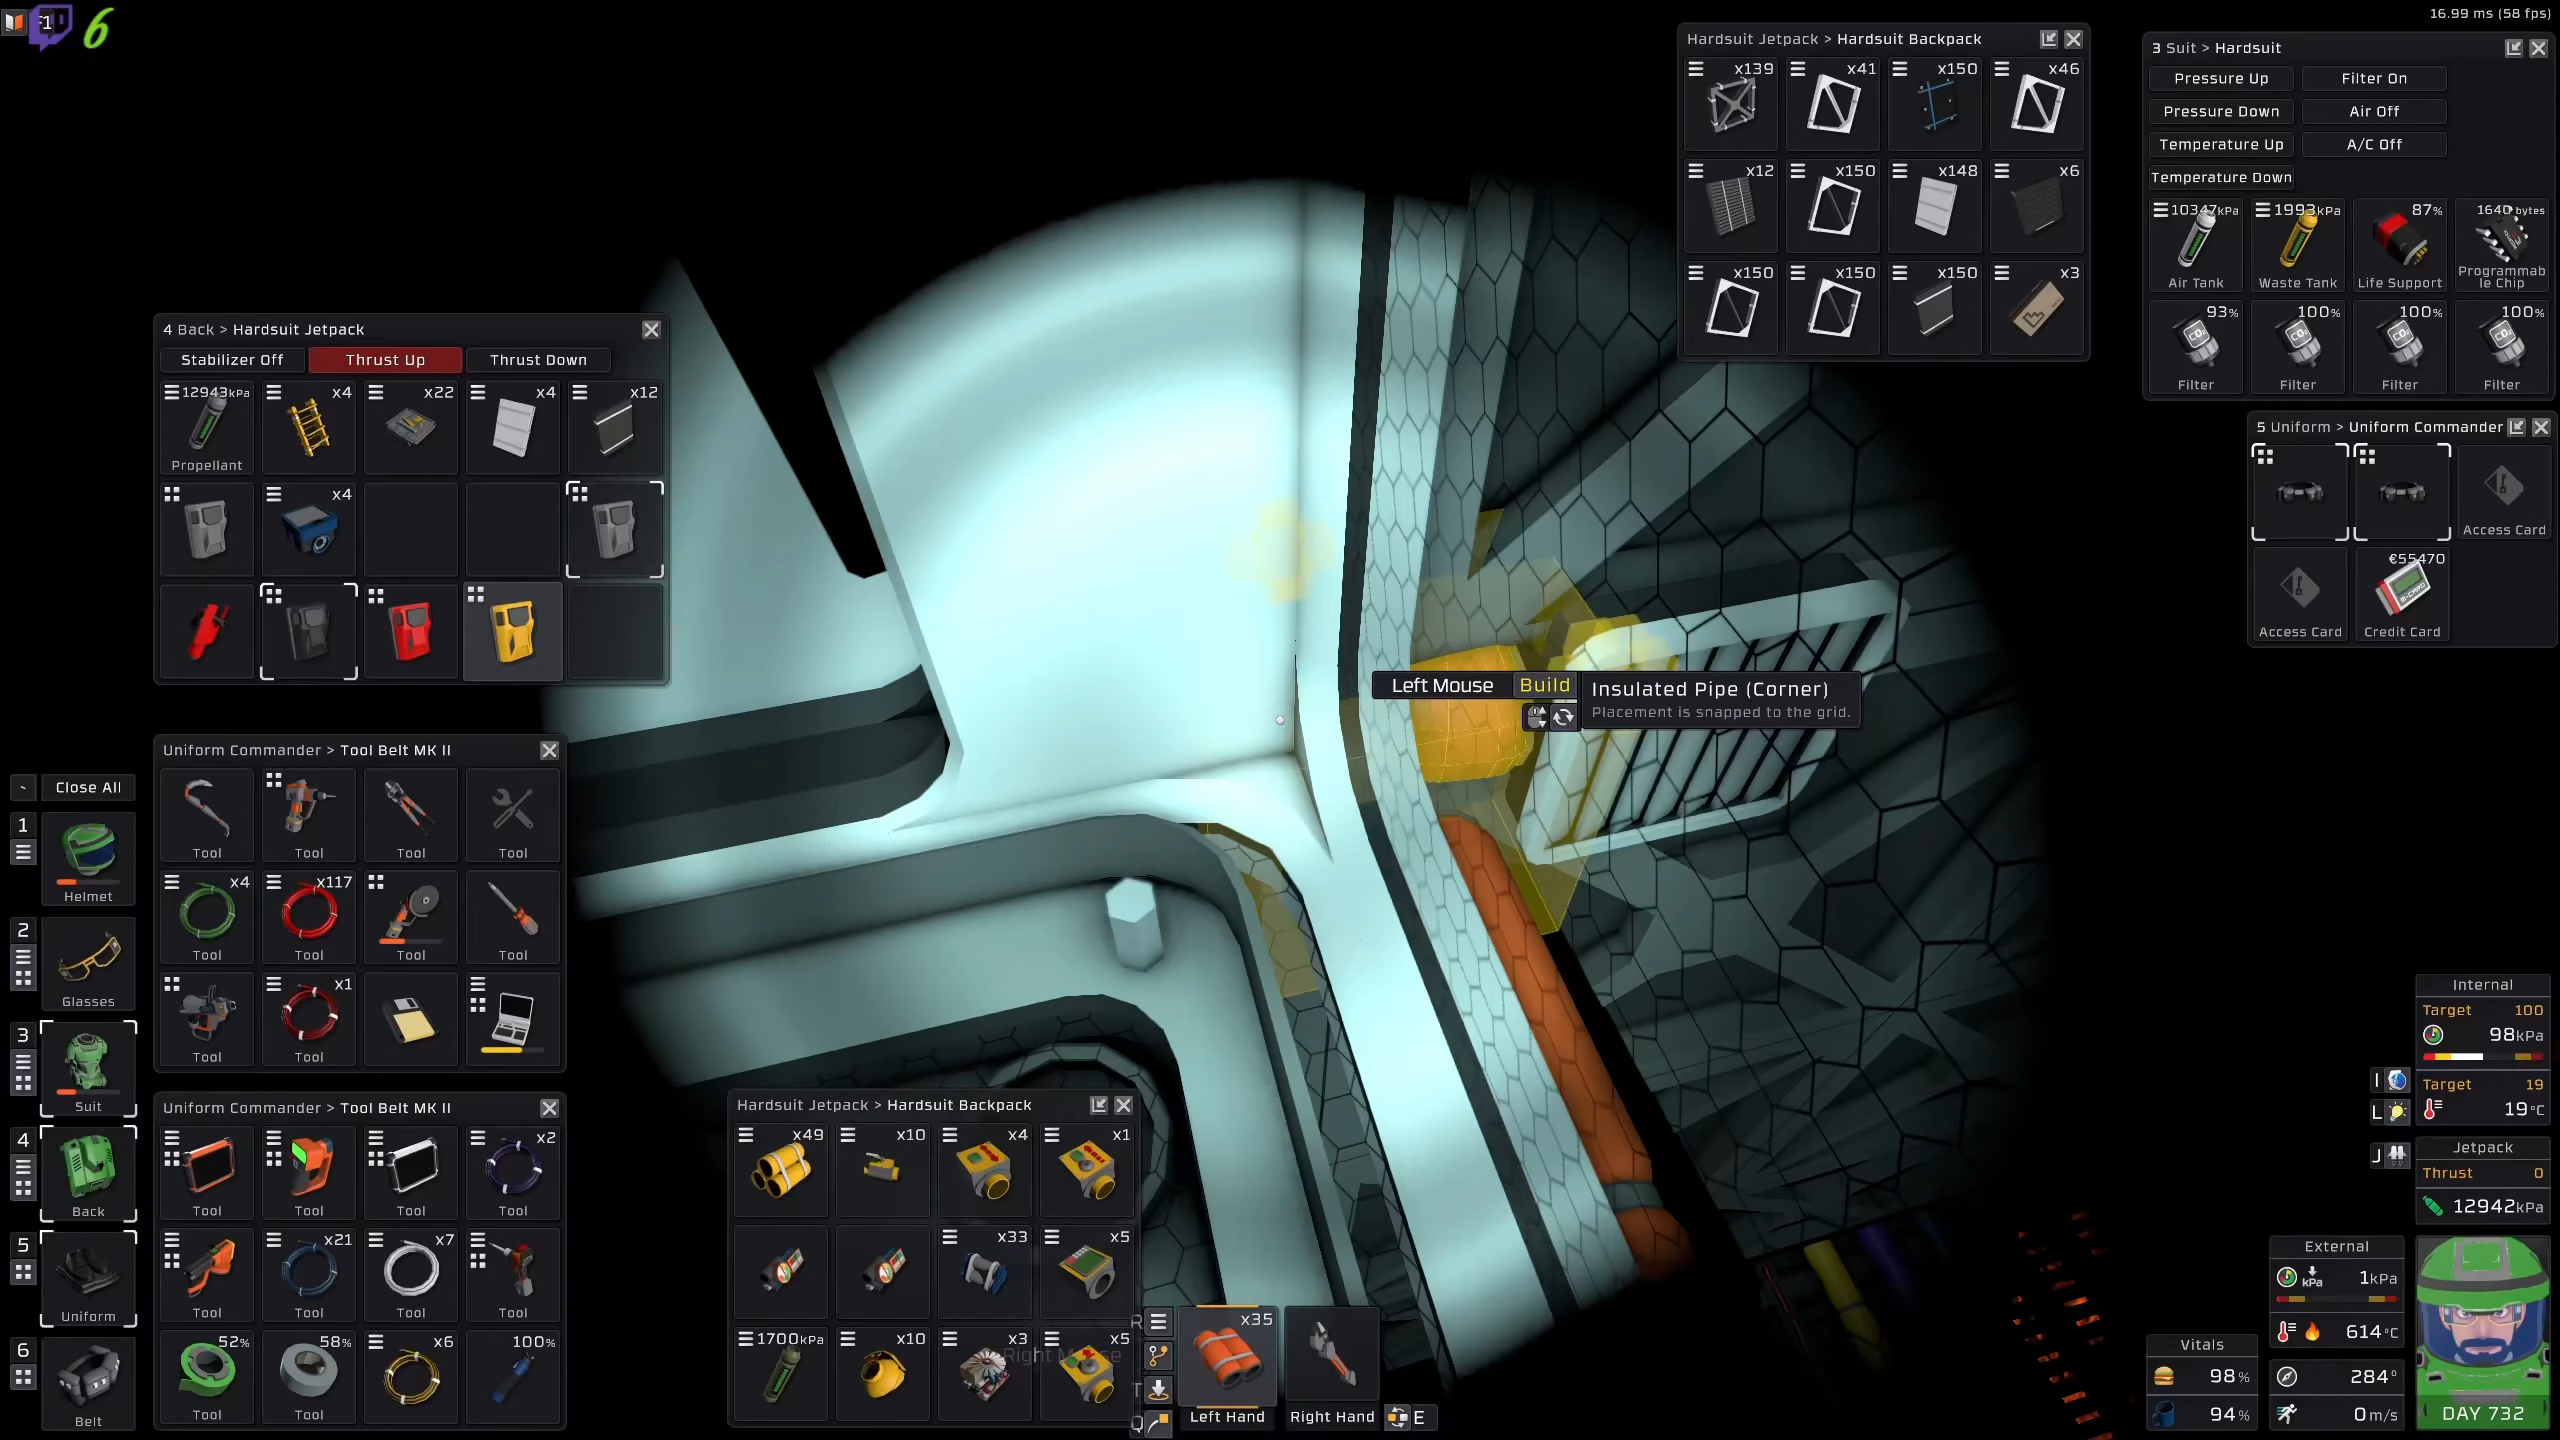 F1
6
16.99 ms (58 fps)
Hardsuit Jetpack > Hardsuit Backpack
x139
x41
x150
x46
x12
x150
x148
x6
x150
x150
x150
x3
3 Suit > Hardsuit
Pressure Up
Filter On
Pressure Down
Air Off
Temperature Up
A/C Off
Temperature Down
10347kPa
1993kPa
87%
1640 bytes
Air Tank
Waste Tank
Life Support
Programmab
le Chip
93%
100%
100%
100%
Filter
Filter
Filter
Filter
5 Uniform > Uniform Commander
Access Card
€55470
Access Card
Credit Card
4 Back > Hardsuit Jetpack
Stabilizer Off
Thrust Up
Thrust Down
12943kPa
x4
x22
x4
x12
Propellant
x4
Left Mouse
Build
Insulated Pipe (Corner)
Placement is snapped to the grid.
Uniform Commander > Tool Belt MK II
Tool
Tool
Tool
Tool
x4
x117
Tool
Tool
Tool
Tool
x1
Tool
Tool
~
Close All
1
Helmet
2
Glasses
3
Suit
4
Back
5
Uniform
6
Belt
Uniform Commander > Tool Belt MK II
x2
Tool
Tool
Tool
Tool
x21
x7
Tool
Tool
Tool
Tool
52%
58%
x6
100%
Tool
Tool
Tool
Tool
Hardsuit Jetpack > Hardsuit Backpack
x49
x10
x4
x1
x33
x5
1700kPa
x10
x3
x5
Right Mouse
R
T
Q
x35
Left Hand
Right Hand
E
Internal
Target 100
98kPa
Target 19
19°C
I
L
J
Jetpack
Thrust 0
12942kPa
External
kPa
1kPa
614°C
284°
0m/s
Vitals
98%
94%
DAY 732